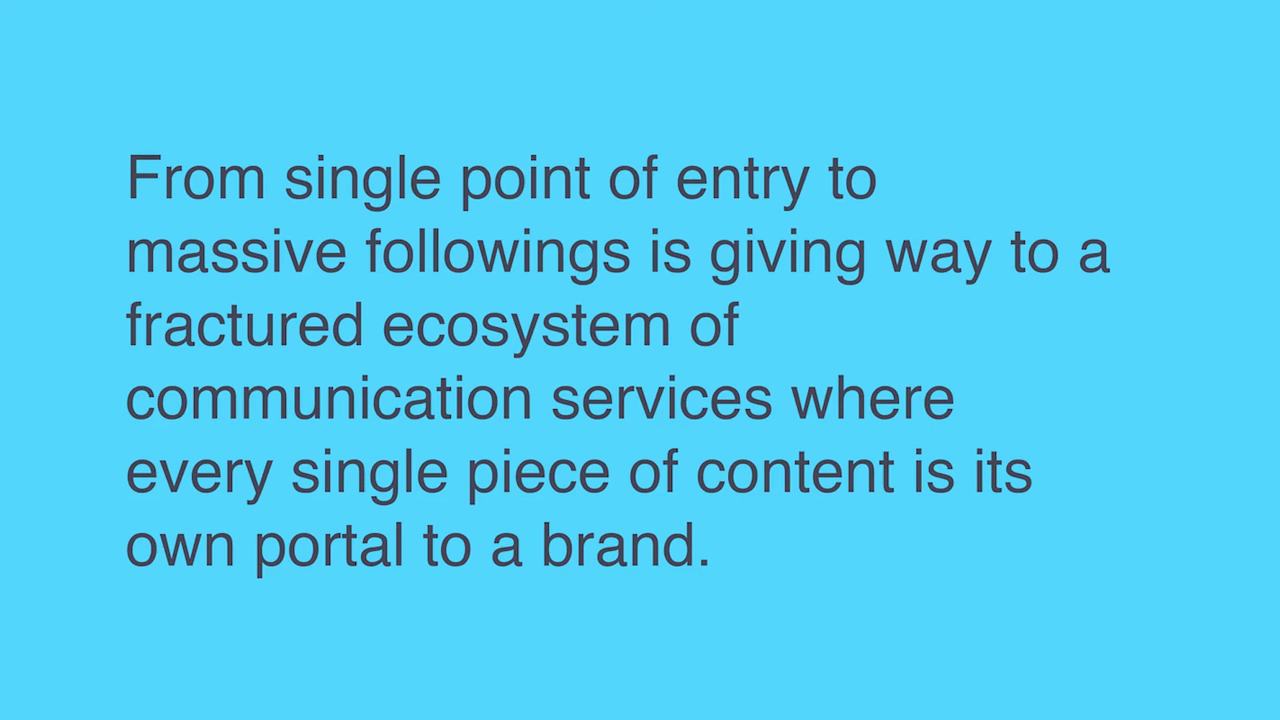 From single point of entry to
massive followings is giving way to a
fractured ecosystem of
communication services where
every single piece of content is its
own portal to a brand.